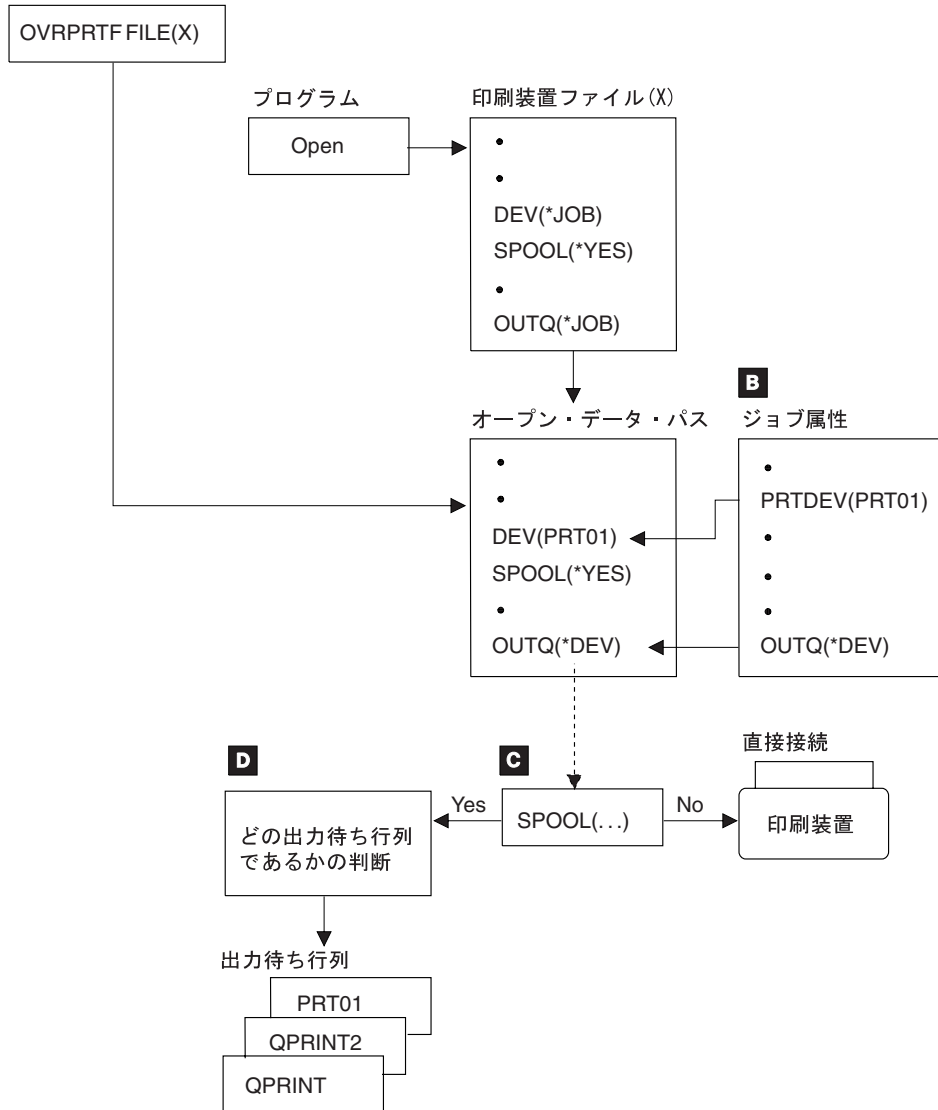 OVRPRTF FILE(X)
プログラム
Open
印刷装置ファイル(X)
•
•
DEV(*JOB)
SPOOL(*YES)
•
OUTQ(*JOB)
オープン・データ・パス
•
•
DEV(PRT01)
SPOOL(*YES)
•
OUTQ(*DEV)
B
ジョブ属性
•
PRTDEV(PRT01)
•
•
•
OUTQ(*DEV)
D
どの出力待ち行列
であるかの判断
Yes
C
SPOOL(...)
No
直接接続
印刷装置
出力待ち行列
PRT01
QPRINT2
QPRINT